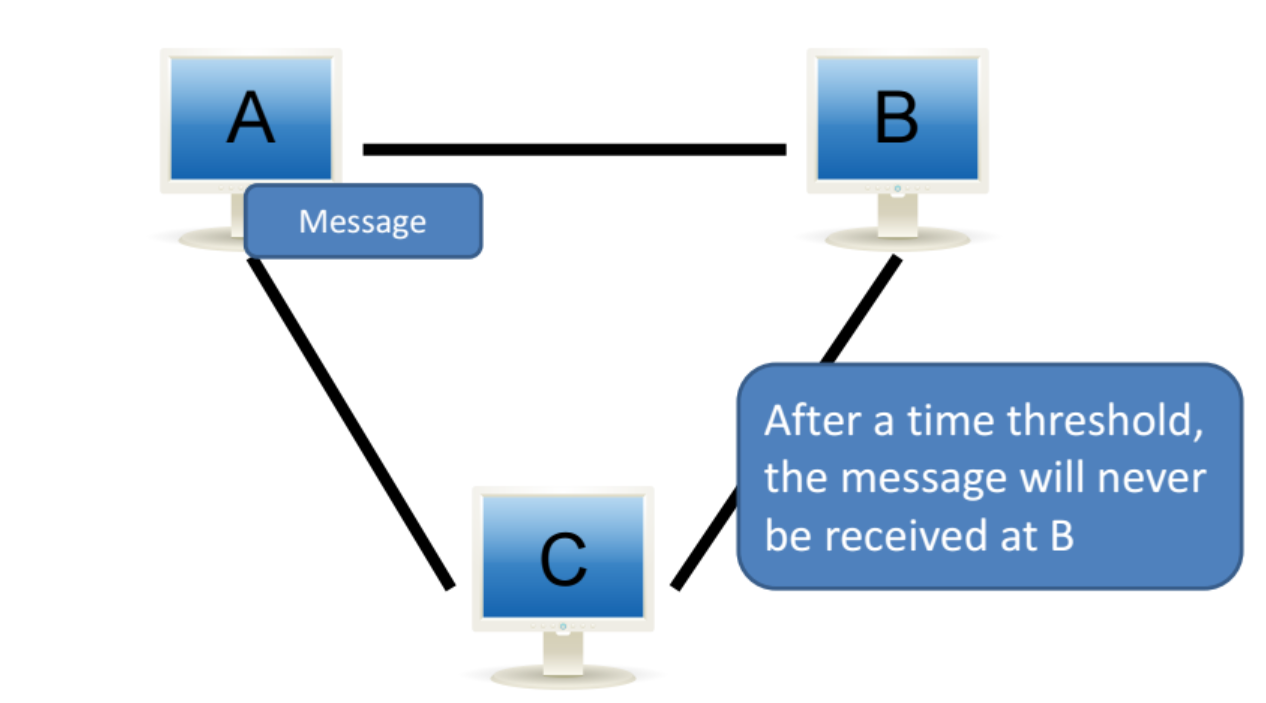 A
B
Message
After a time threshold,
the message will never
be received at B
C